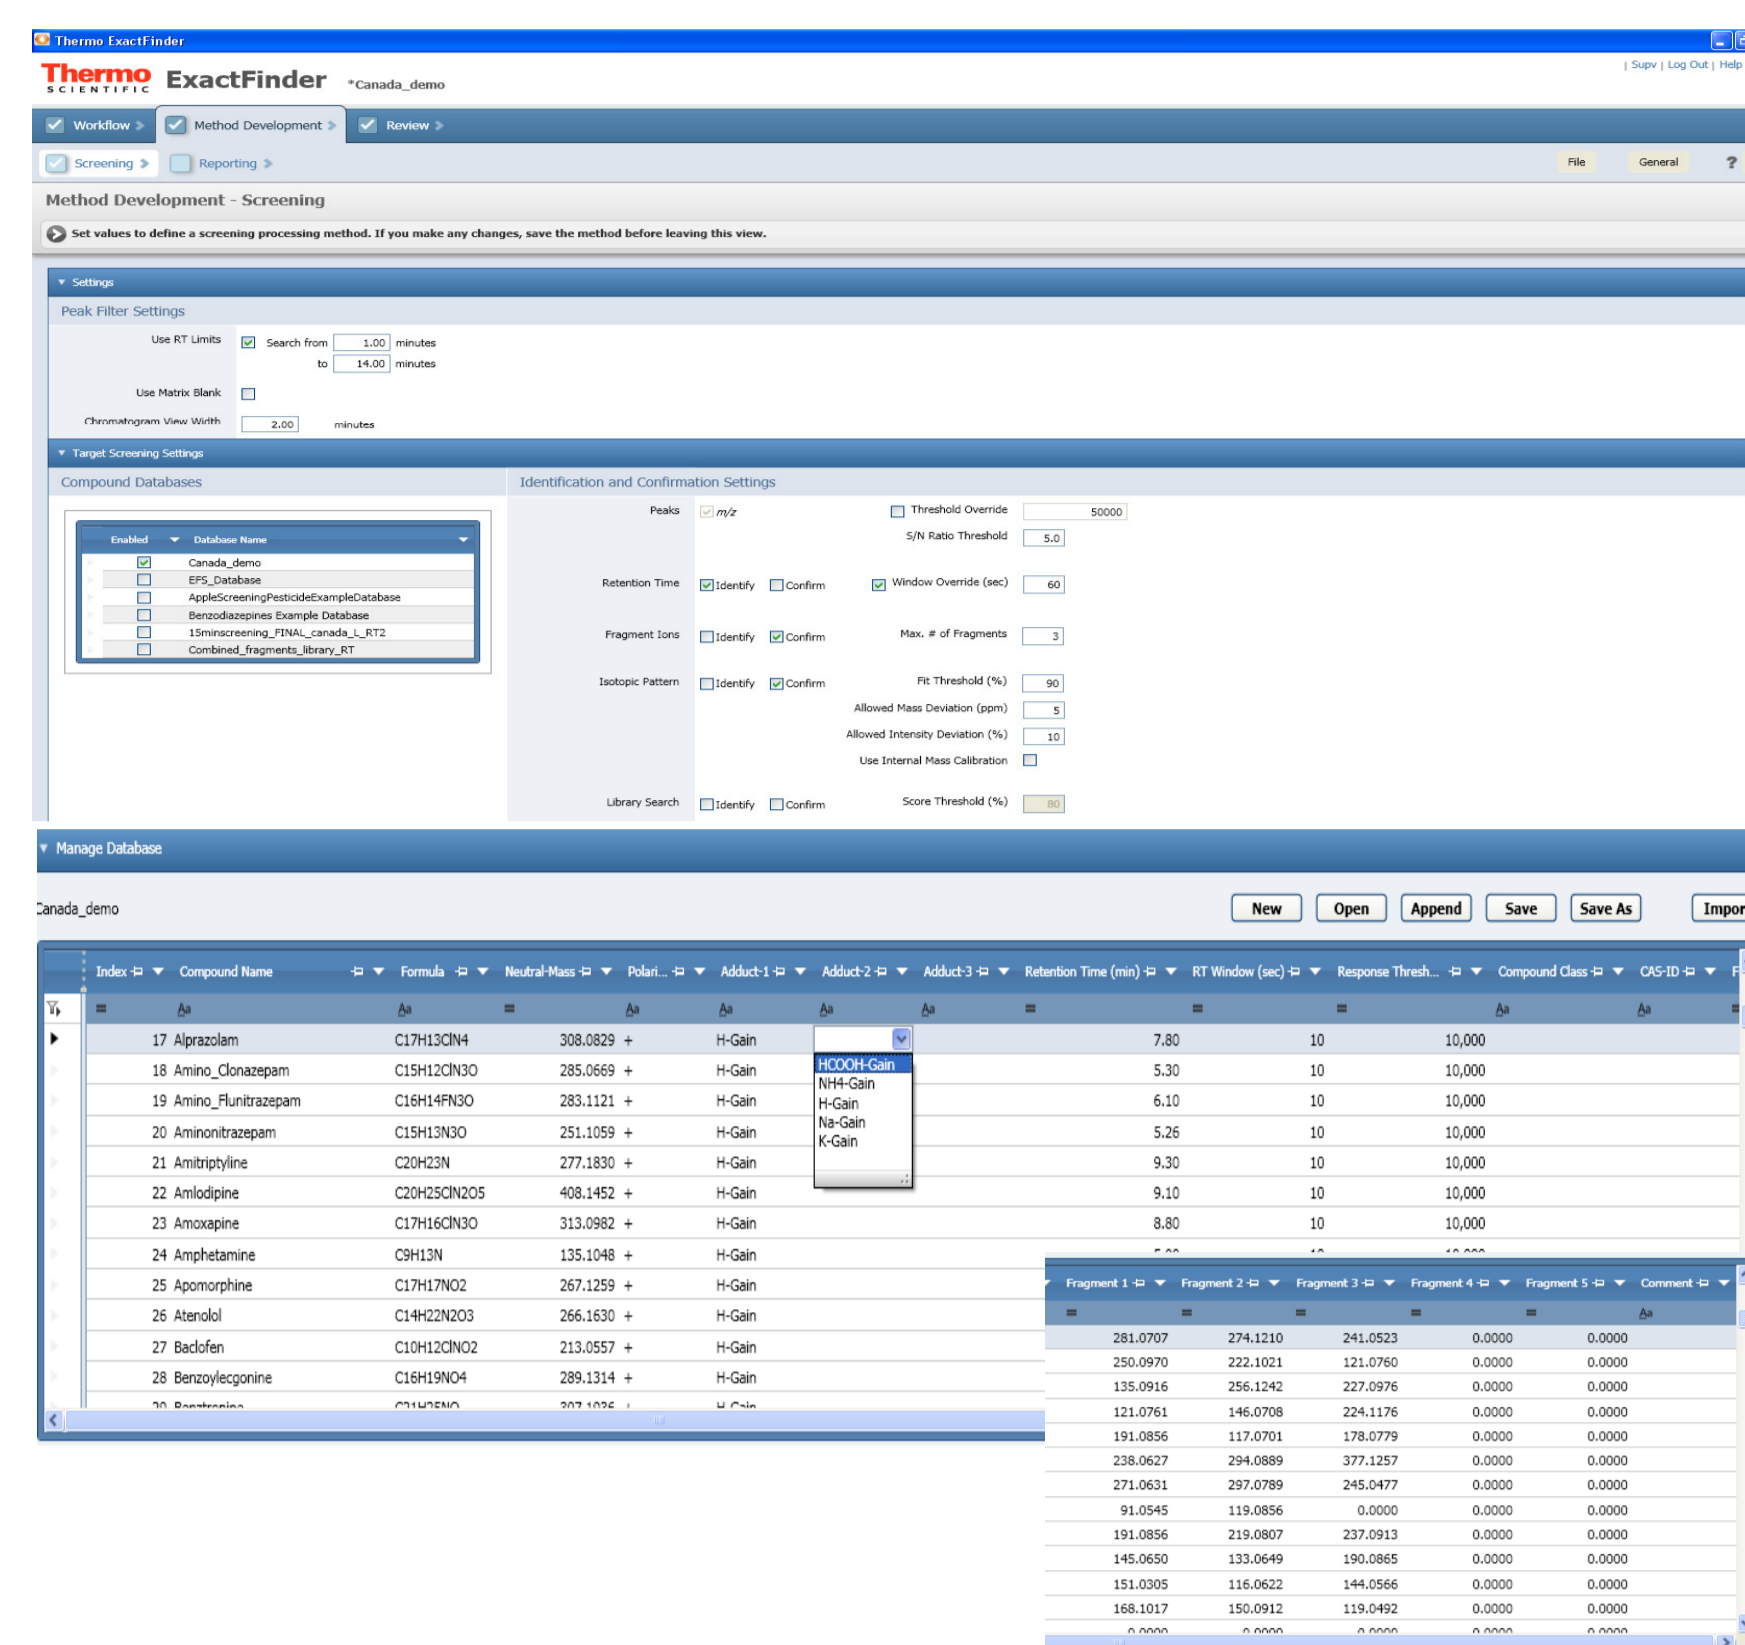 Thermo ExactFinder
Thermo SCIENTIFIC ExactFinder *Canada_demo
| Supv | Log Out | Help
Workflow Method Development Review
Screening Reporting File General ?
Method Development - Screening
Set values to define a screening processing method. If you make any changes, save the method before leaving this view.
Settings
Peak Filter Settings
Use RT Limits Search from 1.00 minutes
to 14.00 minutes
Use Matrix Blank
Chromatogram View Width 2.00 minutes
Target Screening Settings
Compound Databases
Enabled Database Name
Canada_demo
EFS_Database
AppleScreeningPesticideExampleDatabase
Benzodiazepines Example Database
15minscreening_FINAL_canada_L_RT2
Combined_fragments_library_RT
Identification and Confirmation Settings
Peaks m/z Threshold Override 50000
S/N Ratio Threshold 5.0
Retention Time Identify Confirm Window Override (sec) 60
Fragment Ions Identify Confirm Max. # of Fragments 3
Isotopic Pattern Identify Confirm Fit Threshold (%) 90
Allowed Mass Deviation (ppm) 5
Allowed Intensity Deviation (%) 10
Use Internal Mass Calibration
Library Search Identify Confirm Score Threshold (%) 80
Manage Database
Canada_demo New Open Append Save Save As Impor
Index Compound Name Formula Neutral-Mass Polari... Adduct-1 Adduct-2 Adduct-3 Retention Time (min) RT Window (sec) Response Thresh... Compound Class CAS-ID F
= Aa Aa = Aa Aa Aa Aa = = = Aa Aa =
17 Alprazolam C17H13ClN4 308.0829 + H-Gain 7.80 10 10,000
18 Amino_Clonazepam C15H12ClN3O 285.0669 + H-Gain 5.30 10 10,000
19 Amino_Flunitrazepam C16H14FN3O 283.1121 + H-Gain 6.10 10 10,000
20 Aminonitrazepam C15H13N3O 251.1059 + H-Gain 5.26 10 10,000
21 Amitriptyline C20H23N 277.1830 + H-Gain 9.30 10 10,000
22 Amlodipine C20H25ClN2O5 408.1452 + H-Gain 9.10 10 10,000
23 Amoxapine C17H16ClN3O 313.0982 + H-Gain 8.80 10 10,000
24 Amphetamine C9H13N 135.1048 + H-Gain
25 Apomorphine C17H17NO2 267.1259 + H-Gain
26 Atenolol C14H22N2O3 266.1630 + H-Gain
27 Baclofen C10H12ClNO2 213.0557 + H-Gain
28 Benzoylecgonine C16H19NO4 289.1314 + H-Gain
HCOOH-Gain
NH4-Gain
H-Gain
Na-Gain
K-Gain
Fragment 1 Fragment 2 Fragment 3 Fragment 4 Fragment 5 Comment
= = = = = Aa
281.0707 274.1210 241.0523 0.0000 0.0000
250.0970 222.1021 121.0760 0.0000 0.0000
135.0916 256.1242 227.0976 0.0000 0.0000
121.0761 146.0708 224.1176 0.0000 0.0000
191.0856 117.0701 178.0779 0.0000 0.0000
238.0627 294.0889 377.1257 0.0000 0.0000
271.0631 297.0789 245.0477 0.0000 0.0000
91.0545 119.0856 0.0000 0.0000 0.0000
191.0856 219.0807 237.0913 0.0000 0.0000
145.0650 133.0649 190.0865 0.0000 0.0000
151.0305 116.0622 144.0566 0.0000 0.0000
168.1017 150.0912 119.0492 0.0000 0.0000